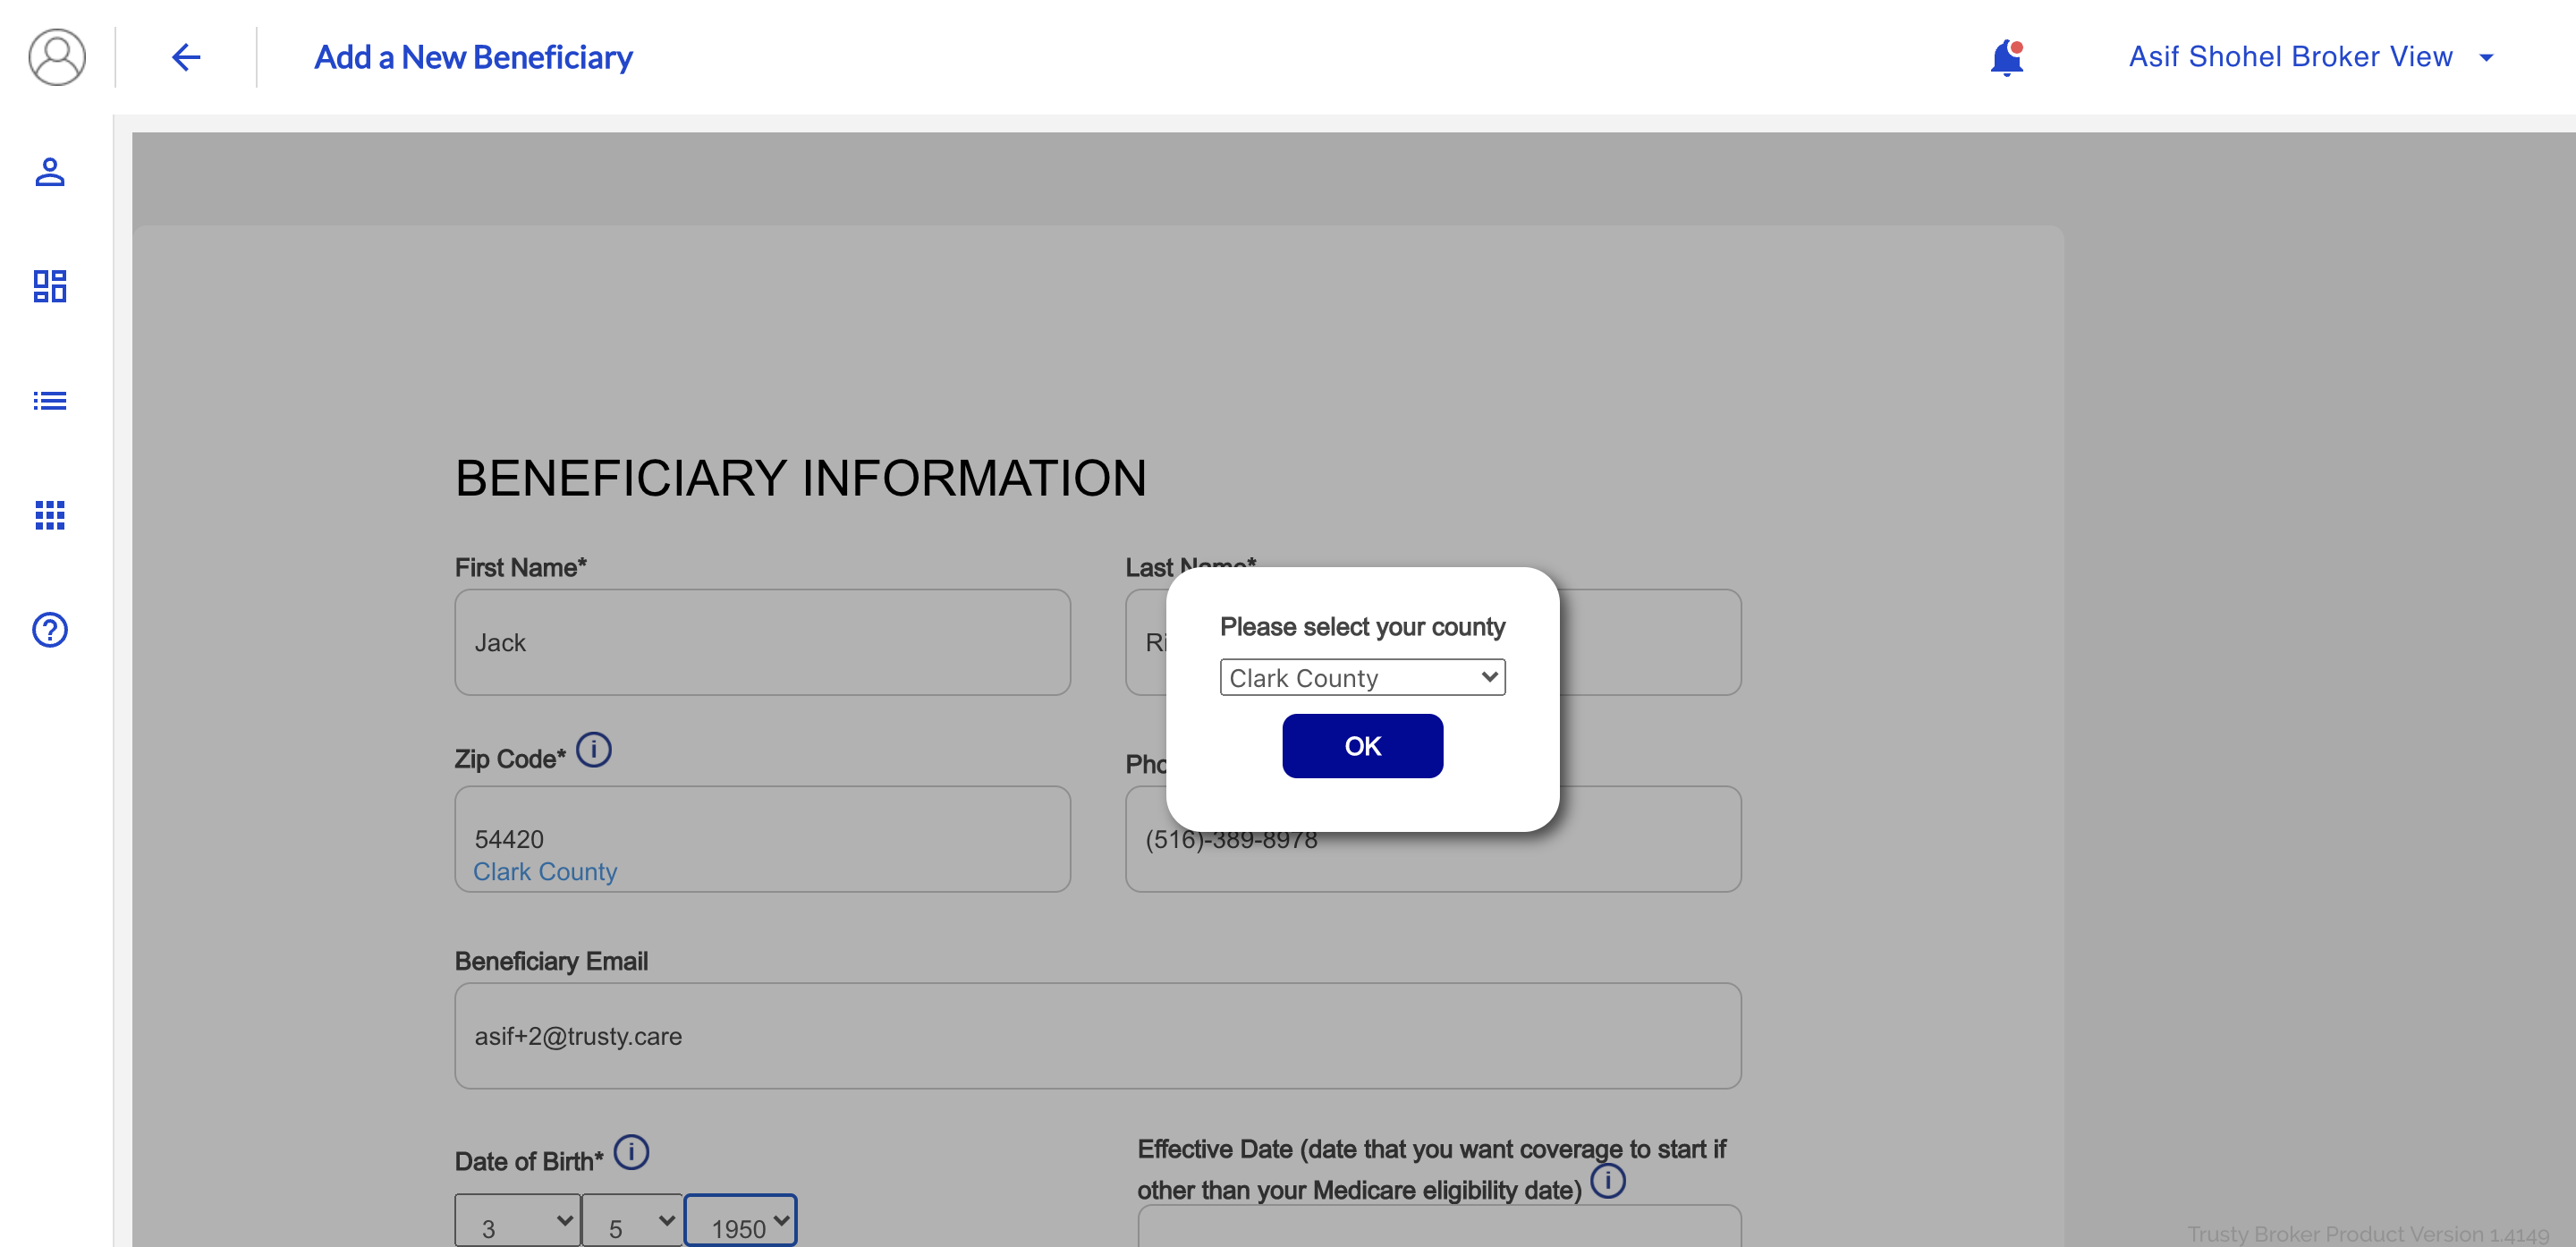 Add a New Beneficiary
Asif Shohel Broker View
BENEFICIARY INFORMATION
First Name*
Last Name*
Jack
Ri
Please select your county
Clark County
OK
Zip Code*
Pho
54420
Clark County
(516)-389-8978
Beneficiary Email
asif+2@trusty.care
Date of Birth*
Effective Date (date that you want coverage to start if
other than your Medicare eligibility date)
3
5
1950
Trusty Broker Product Version 1.4149